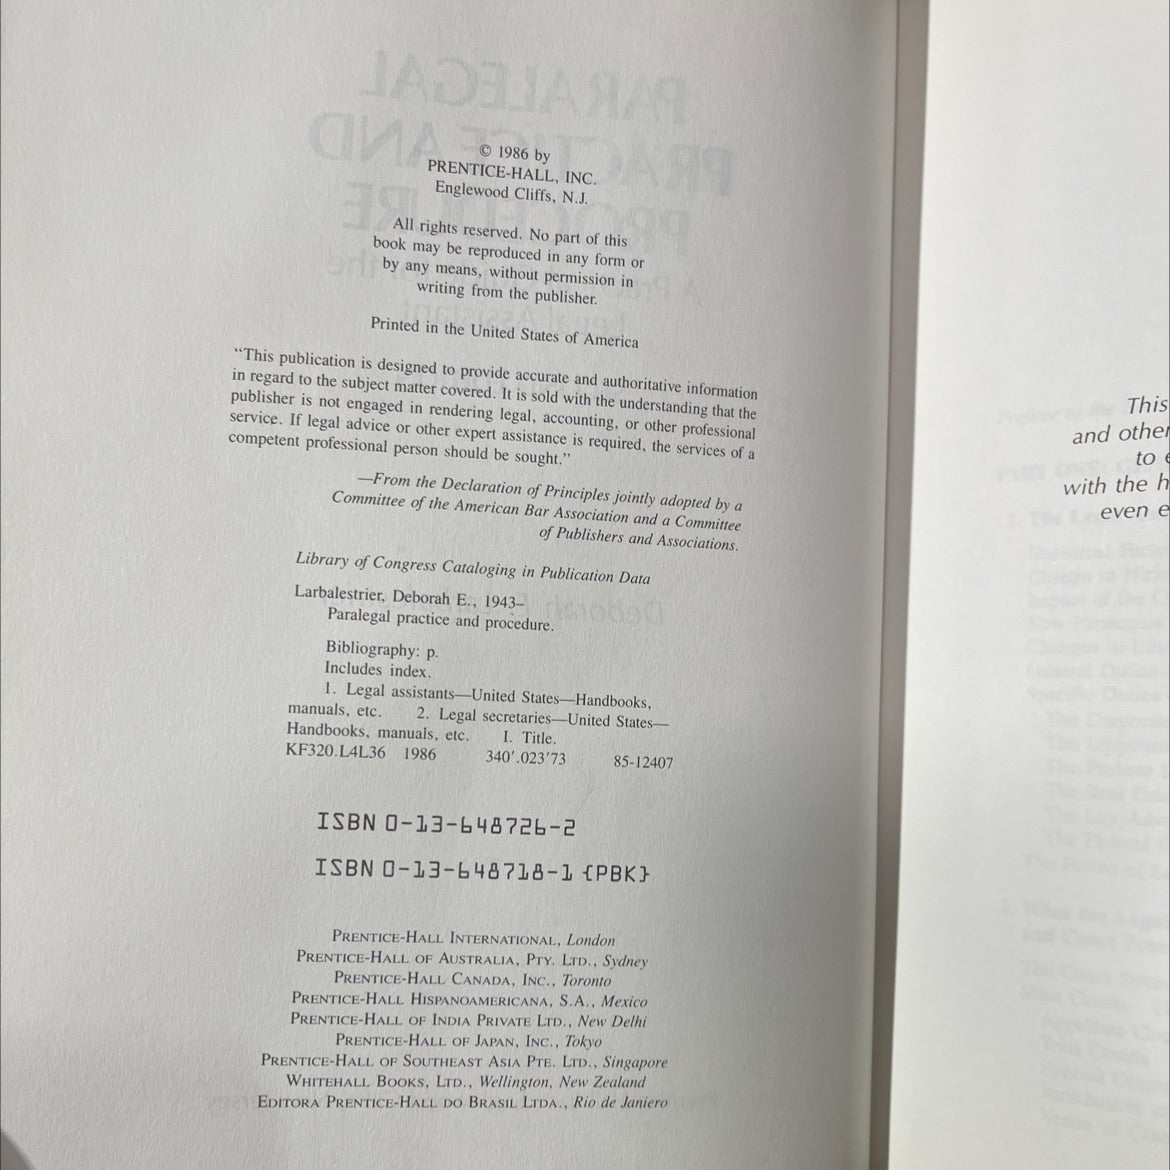 © 1986 by
PRENTICE-HALL, INC.
Englewood Cliffs, N.J.
All rights reserved. No part of this
book may be reproduced in any form or
by any means, without permission in
writing from the publisher.
Printed in the United States of America
“This publication is designed to provide accurate and authoritative information
in regard to the subject matter covered. It is sold with the understanding that the
publisher is not engaged in rendering legal, accounting, or other professional
service. If legal advice or other expert assistance is required, the services of a
competent professional person should be sought.”
—From the Declaration of Principles jointly adopted by a
Committee of the American Bar Association and a Committee
of Publishers and Associations.
Library of Congress Cataloging in Publication Data
Larbalestrier, Deborah E., 1943–
Paralegal practice and procedure.
Bibliography: p.
Includes index.
1. Legal assistants—United States—Handbooks,
manuals, etc. 2. Legal secretaries—United States—
Handbooks, manuals, etc. I. Title.
KF320.L4L36 1986 340'.023'73 85-12407
ISBN 0-13-648726-2
ISBN 0-13-648718-1 {PBK}
PRENTICE-HALL INTERNATIONAL, London
PRENTICE-HALL OF AUSTRALIA, PTY. LTD., Sydney
PRENTICE-HALL CANADA, INC., Toronto
PRENTICE-HALL HISPANOAMERICANA, S.A., Mexico
PRENTICE-HALL OF INDIA PRIVATE LTD., New Delhi
PRENTICE-HALL OF JAPAN, INC., Tokyo
PRENTICE-HALL OF SOUTHEAST ASIA PTE. LTD., Singapore
WHITEHALL BOOKS, LTD., Wellington, New Zealand
EDITORA PRENTICE-HALL DO BRASIL LTDA., Rio de Janiero
This
and other
to
with the
even